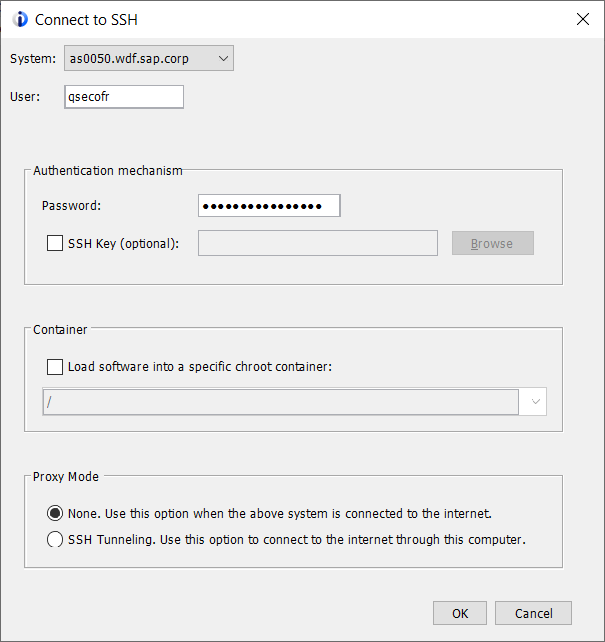 Connect to SSH
System: as0050.wdf.sap.corp
User: qsecofr
Authentication mechanism
Password: ●●●●●●●●●●●●●●●●
SSH Key (optional): Browse
Container
Load software into a specific chroot container:
/
Proxy Mode
None. Use this option when the above system is connected to the internet.
SSH Tunneling. Use this option to connect to the internet through this computer.
OK Cancel